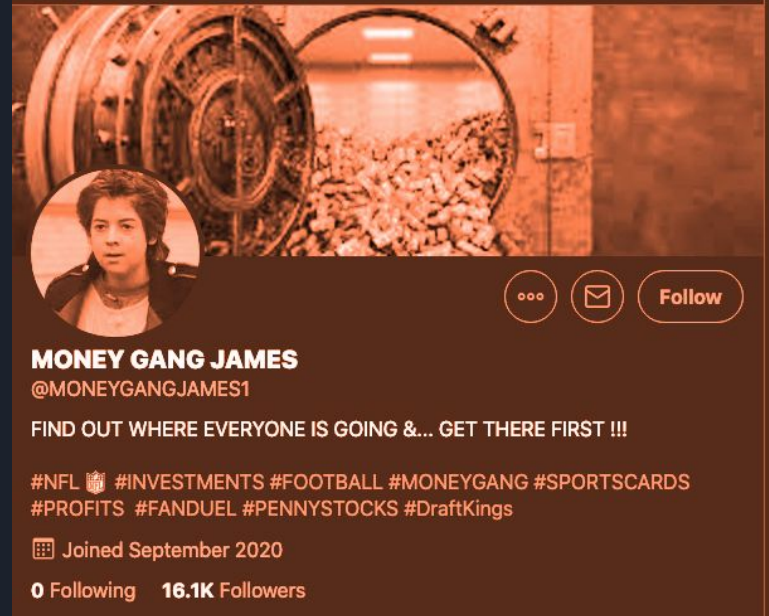 Follow
MONEY GANG JAMES
@MONEYGANGJAMES1
FIND OUT WHERE EVERYONE IS GOING &... GET THERE FIRST !!!
#NFL #INVESTMENTS #FOOTBALL #MONEYGANG #SPORTSCARDS
#PROFITS #FANDUEL #PENNYSTOCKS #DraftKings
Joined September 2020
0 Following 16.1K Followers